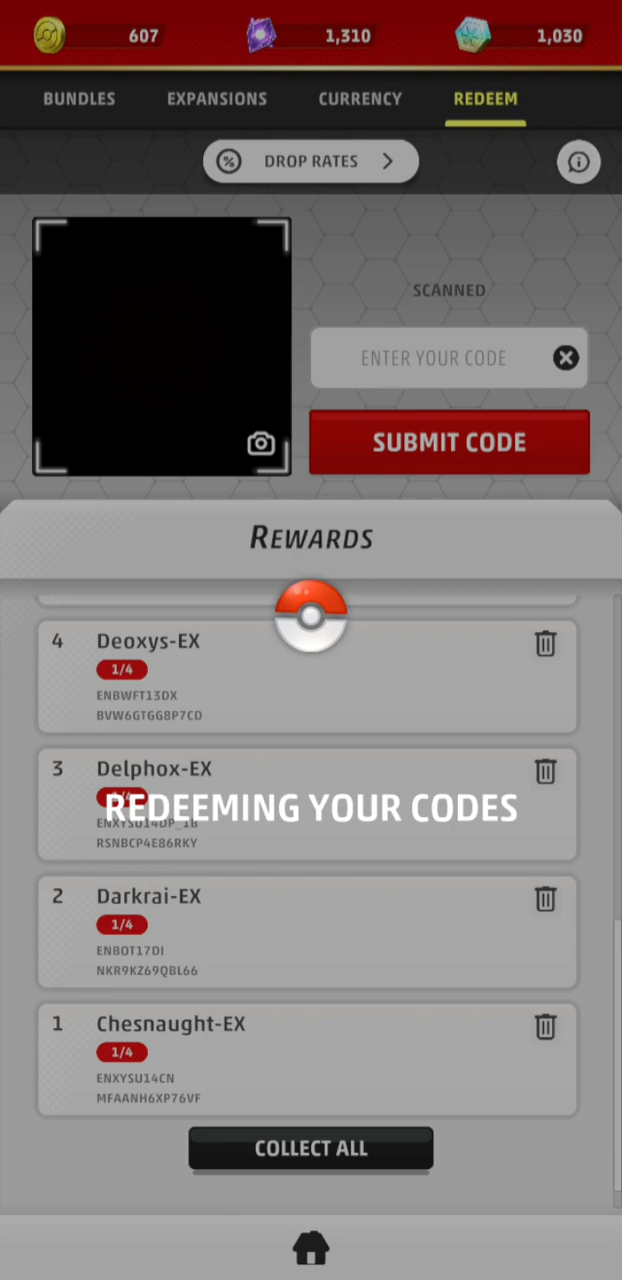 607 1,310 1,030
BUNDLES EXPANSIONS CURRENCY REDEEM
% DROP RATES
SCANNED
ENTER YOUR CODE
SUBMIT CODE
REWARDS
4 Deoxys-EX
1/4
ENBWFT13DX
BVW6GTGG8P7CD
3 Delphox-EX
REDEEMING YOUR CODES
ENXYSU14DP_1B
RSNBCP4E86RKY
2 Darkrai-EX
1/4
ENBOT17DI
NKR9KZ69QBL66
1 Chesnaught-EX
1/4
ENXYSU14CN
MFAANH6XP76VF
COLLECT ALL